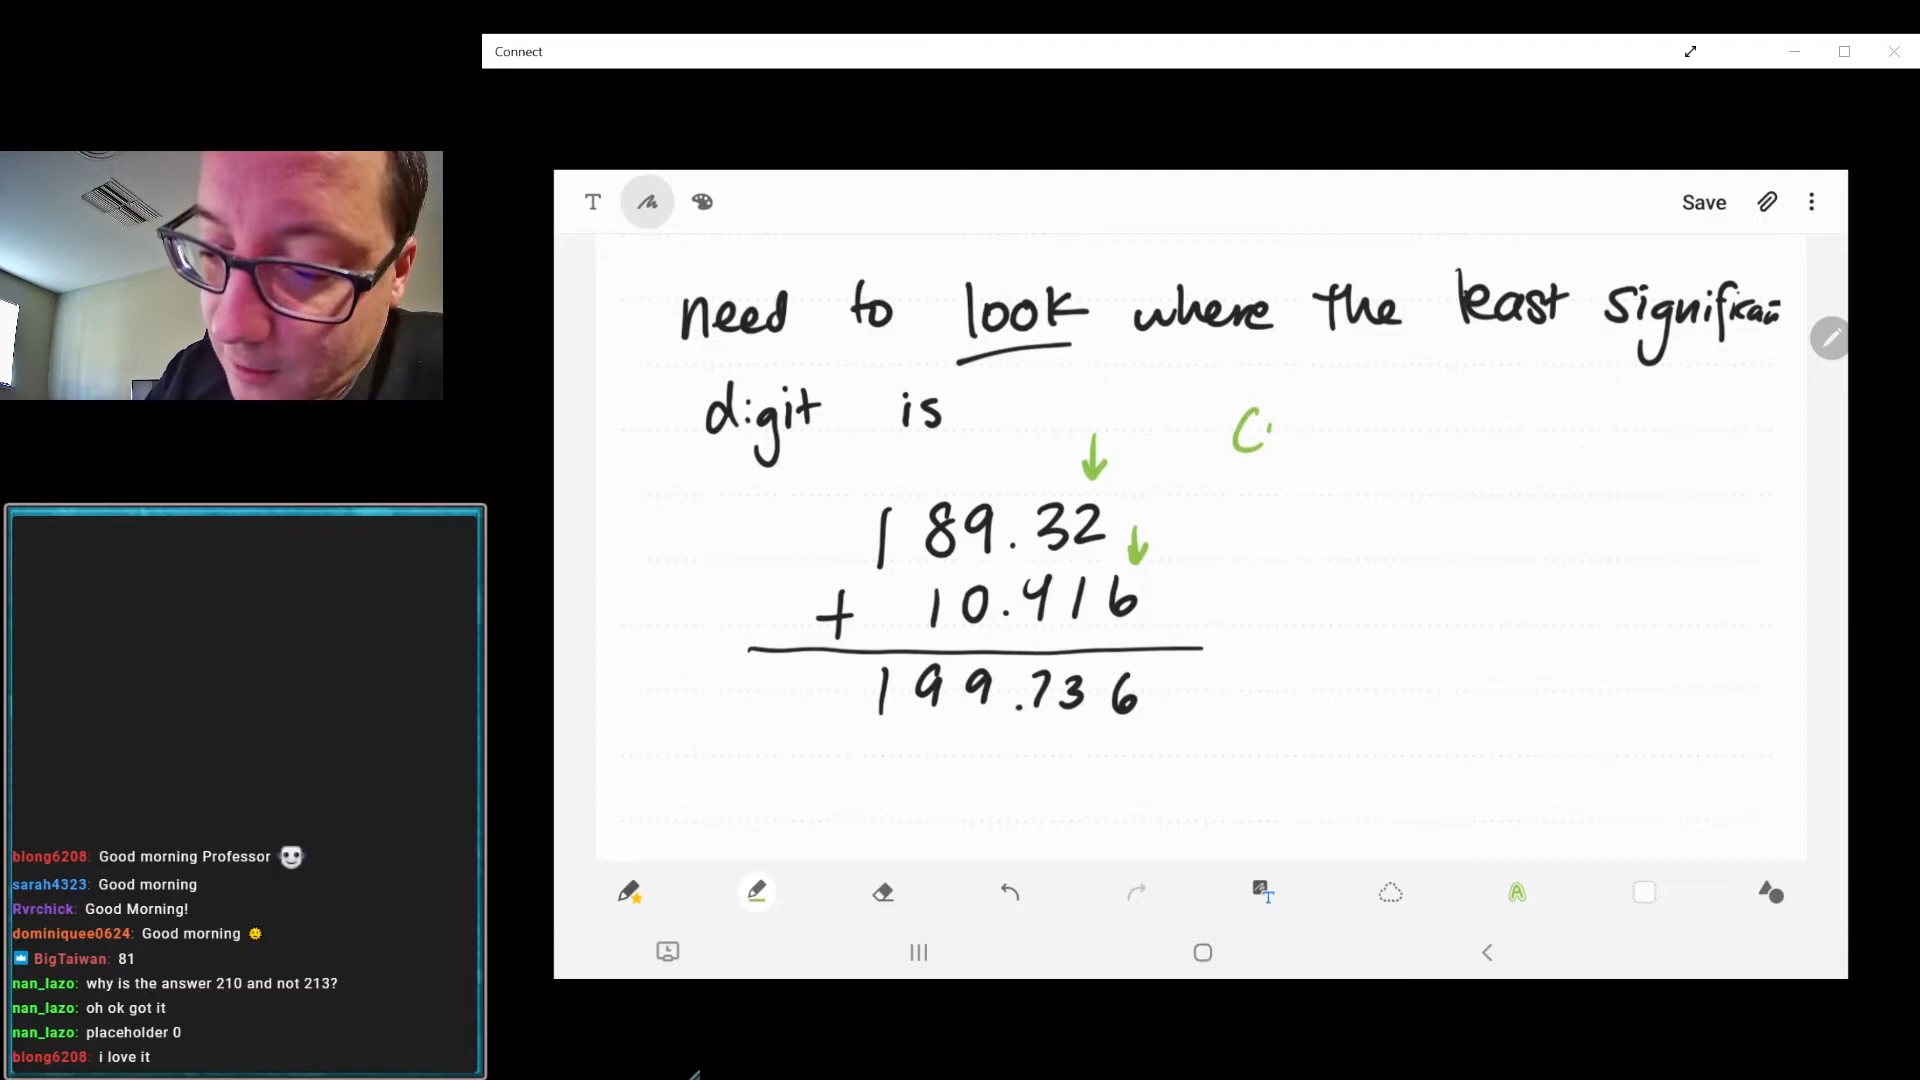 Connect
T
Save
need to look where the least significan
digit is
C
189.32
+ 10.416
199.736
blong6208: Good morning Professor
sarah4323: Good morning
Rvrchick: Good Morning!
dominiquee0624: Good morning
BigTaiwan: 81
nan_lazo: why is the answer 210 and not 213?
nan_lazo: oh ok got it
nan_lazo: placeholder 0
blong6208: i love it